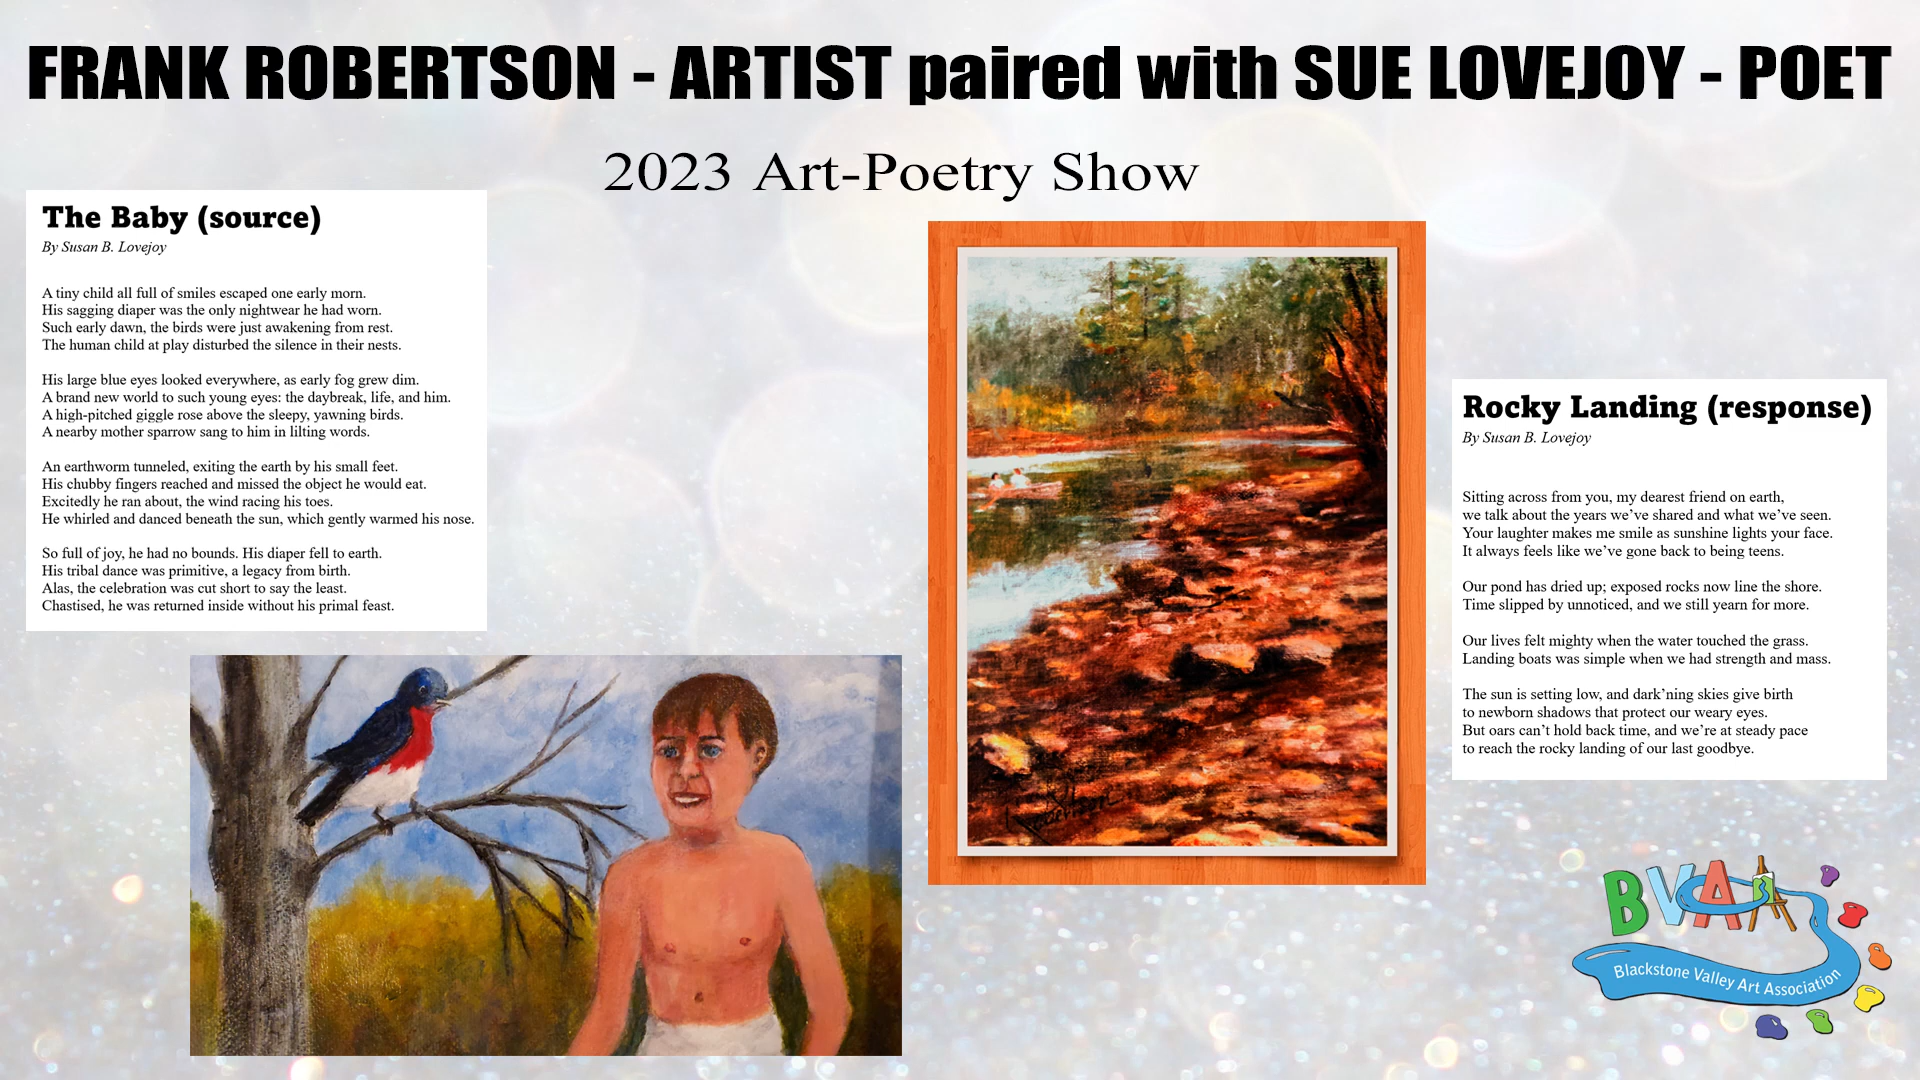 FRANK ROBERTSON - ARTIST paired with SUE LOVEJOY - POET
2023 Art-Poetry Show
The Baby (source)
By Susan B. Lovejoy
A tiny child all full of smiles escaped one early morn.
His sagging diaper was the only nightwear he had worn.
Such early dawn, the birds were just awakening from rest.
The human child at play disturbed the silence in their nests.
His large blue eyes looked everywhere, as early fog grew dim.
A brand new world to such young eyes: the daybreak, life, and him.
A high-pitched giggle rose above the sleepy, yawning birds.
A nearby mother sparrow sang to him in lilting words.
An earthworm tunneled, exiting the earth by his small feet.
His chubby fingers reached and missed the object he would eat.
Excitedly he ran about, the wind racing his toes.
He whirled and danced beneath the sun, which gently warmed his nose.
So full of joy, he had no bounds. His diaper fell to earth.
His tribal dance was primitive, a legacy from birth.
Alas, the celebration was cut short to say the least.
Chastised, he was returned inside without his primal feast.
Rocky Landing (response)
By Susan B. Lovejoy
Sitting across from you, my dearest friend on earth,
we talk about the years we've shared and what we've seen.
Your laughter makes me smile as sunshine lights your face.
It always feels like we've gone back to being teens.
Our pond has dried up; exposed rocks now line the shore.
Time slipped by unnoticed, and we still yearn for more.
Our lives felt mighty when the water touched the grass.
Landing boats was simple when we had strength and mass.
The sun is setting low, and dark'ning skies give birth
to newborn shadows that protect our weary eyes.
But oars can't hold back time, and we're at steady pace
to reach the rocky landing of our last goodbye.
BVAA
Blackstone Valley Art Association